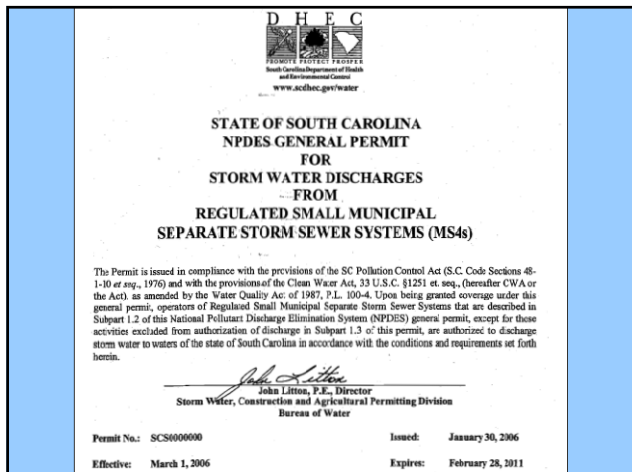 D H E C
PROMOTE PROTECT PROSPER
South Carolina Department of Health
and Environmental Control
www.scdhec.gov/water
STATE OF SOUTH CAROLINA
NPDES GENERAL PERMIT
FOR
STORM WATER DISCHARGES
FROM
REGULATED SMALL MUNICIPAL
SEPARATE STORM SEWER SYSTEMS (MS4s)
The Permit is issued in compliance with the provisions of the SC Pollution Control Act (S.C. Code Sections 48-
1-10 et seq., 1976) and with the provisions of the Clean Water Act, 33 U.S.C. §1251 et. seq., (hereafter CWA or
the Act). as amended by the Water Quality Act of 1987, P.L. 100-4. Upon being granted coverage under this
general permit, operators of Regulated Small Municipal Separate Storm Sewer Systems that are described in
Subpart 1.2 of this National Pollutant Discharge Elimination System (NPDES) general permit, except for these
activities excluded from authorization of discharge in Subpart 1.3 of this permit, are authorized to discharge
storm water to waters of the state of South Carolina in accordance with the conditions and requirements set forth
herein.
John Litton
John Litton, P.E., Director
Storm Water, Construction and Agricultural Permitting Division
Bureau of Water
Permit No.: SCS0000000 Issued: January 30, 2006
Effective: March 1, 2006 Expires: February 28, 2011